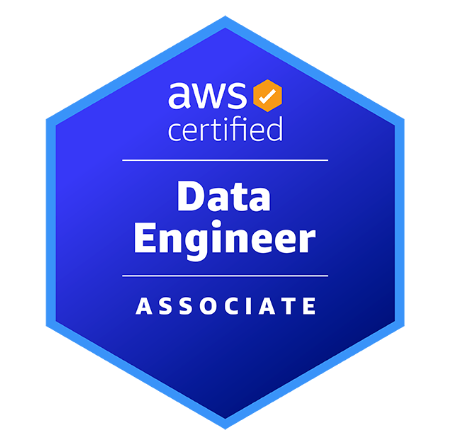 aws
certified
Data
Engineer
ASSOCIATE